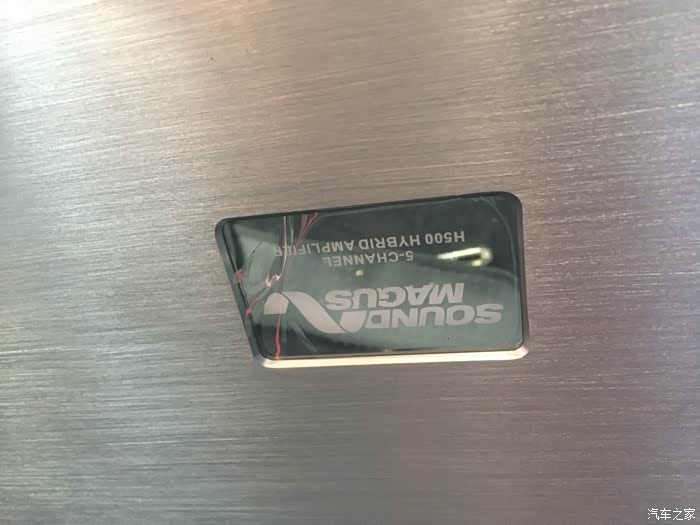 SOUND
MAGUS
5-CHANNEL
H500 HYBRID AMPLIFIER
汽车之家